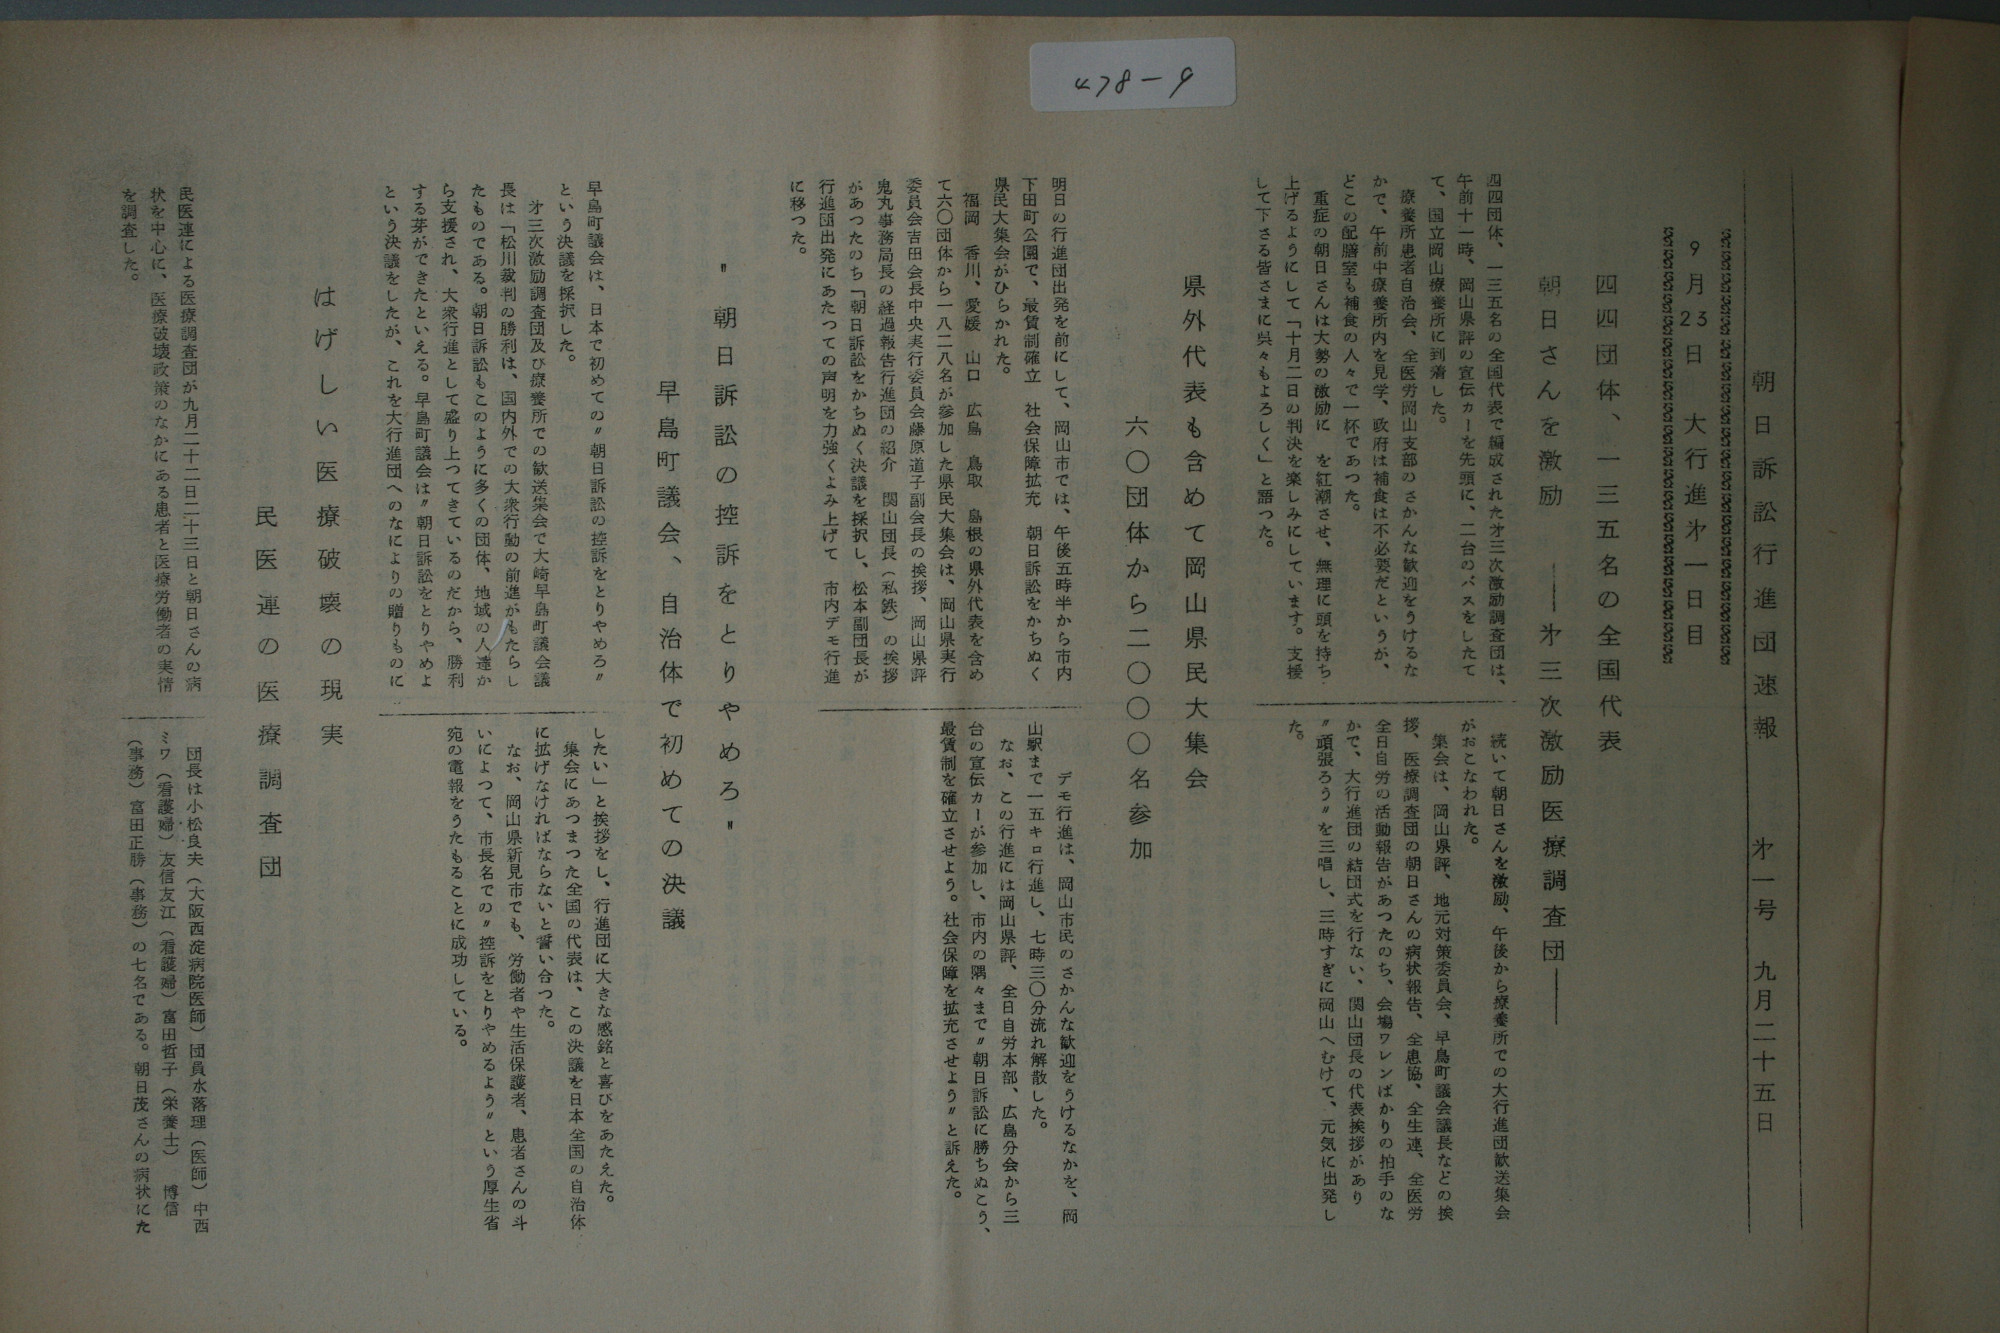 478-9
朝日訴訟行進団速報　才一号　九月二十五日
9月23日　大行進才一日目
四四団体、一三五名の全国代表
朝日さんを激励　——才三次激励医療調査団——
四四団体、一三五名の全国代表で編成された才三次激励調査団は、
午前十一時、岡山県評の宣伝カーを先頭に、二台のバスをしたて
て、国立岡山療養所に到着した。
療養所患者自治会、全医労岡山支部のさかんな歓迎をうけるな
かで、午前中療養所内を見学、政府は補食は不必要だというが、
どこの配膳室も補食の人々で一杯であつた。
重症の朝日さんは大勢の激励に　を紅潮させ、無理に頭を持ち
上げるようにして「十月二日の判決を楽しみにしています。支援
して下さる皆さまに呉々もよろしく」と語つた。
続いて朝日さんを激励、午後から療養所での大行進団歓送集会
がおこなわれた。
集会は、岡山県評、地元対策委員会、早島町議会議長などの挨
拶、医療調査団の朝日さんの病状報告、全患協、全生連、全医労
全日自労の活動報告があつたのち、会場ワレンばかりの拍手のな
かで、大行進団の結団式を行ない、関山団長の代表挨拶があり
〃頑張ろう〃を三唱し、三時すぎに岡山へむけて、元気に出発し
た。
県外代表も含めて岡山県民大集会
六〇団体から二〇〇〇名参加
明日の行進団出発を前にして、岡山市では、午後五時半から市内
下田町公園で、最賃制確立　社会保障拡充　朝日訴訟をかちぬく
県民大集会がひらかれた。
福岡　香川、愛媛　山口　広島　鳥取　島根の県外代表を含め
て六〇団体から一八二八名が参加した県民大集会は、岡山県実行
委員会吉田会長中央実行委員会藤原道子副会長の挨拶、岡山県評
鬼丸事務局長の経過報告行進団の紹介　関山団長（私鉄）の挨拶
があつたのち「朝日訴訟をかちぬく決議を採択し、松本副団長が
行進団出発にあたつての声明を力強くよみ上げて　市内デモ行進
に移つた。
デモ行進は、岡山市民のさかんな歓迎をうけるなかを、岡
山駅まで一五キロ行進し、七時三〇分流れ解散した。
なお、この行進には岡山県評、全日自労本部、広島分会から三
台の宣伝カーが参加し、市内の隅々まで〃朝日訴訟に勝ちぬこう、
最賃制を確立させよう。社会保障を拡充させよう〃と訴えた。
〃朝日訴訟の控訴をとりやめろ〃
早島町議会、自治体で初めての決議
早島町議会は、日本で初めての〃朝日訴訟の控訴をとりやめろ〃
という決議を採択した。
才三次激励調査団及び療養所での歓送集会で大崎早島町議会議
長は「松川裁判の勝利は、国内外での大衆行動の前進がもたらし
たものである。朝日訴訟もこのように多くの団体、地域の人達か
ら支援され、大衆行進として盛り上つてきているのだから、勝利
する芽ができたといえる。早島町議会は〃朝日訴訟をとりやめよ
という決議をしたが、これを大行進団へのなによりの贈りものに
したい」と挨拶をし、行進団に大きな感銘と喜びをあたえた。
集会にあつまつた全国の代表は、この決議を日本全国の自治体
に拡げなければならないと誓い合つた。
なお、岡山県新見市でも、労働者や生活保護者、患者さんの斗
いによつて、市長名での〃控訴をとりやめるよう〃という厚生省
宛の電報をうたもることに成功している。
はげしい医療破壊の現実
民医連の医療調査団
民医連による医療調査団が九月二十二日二十三日と朝日さんの病
状を中心に、医療破壊政策のなかにある患者と医療労働者の実情
を調査した。
団長は小松良夫（大阪西淀病院医師）団員水落理（医師）中西
ミワ（看護婦）友信友江（看護婦）富田哲子（栄養士）　博信
（事務）富田正勝（事務）の七名である。朝日茂さんの病状にた